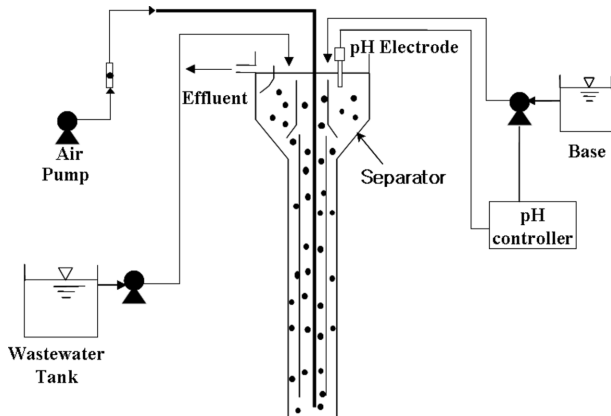 pH Electrode
Effluent
Air
Pump
Base
Separator
pH
controller
Wastewater
Tank